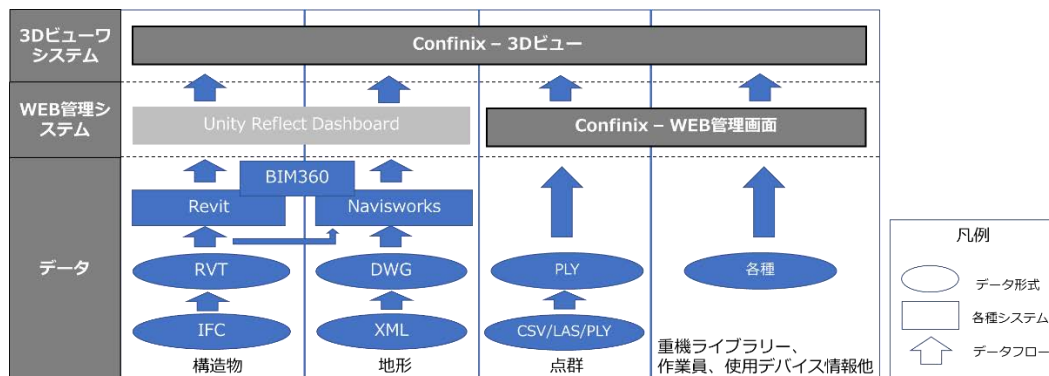 3Dビューワ
システム
Confinix – 3Dビュー
WEB管理シ
ステム
Unity Reflect Dashboard
Confinix – WEB管理画面
データ
BIM360
Revit
Navisworks
RVT
DWG
PLY
各種
IFC
XML
CSV/LAS/PLY
構造物
地形
点群
重機ライブラリー、
作業員、使用デバイス情報他
凡例
データ形式
各種システム
データフロー